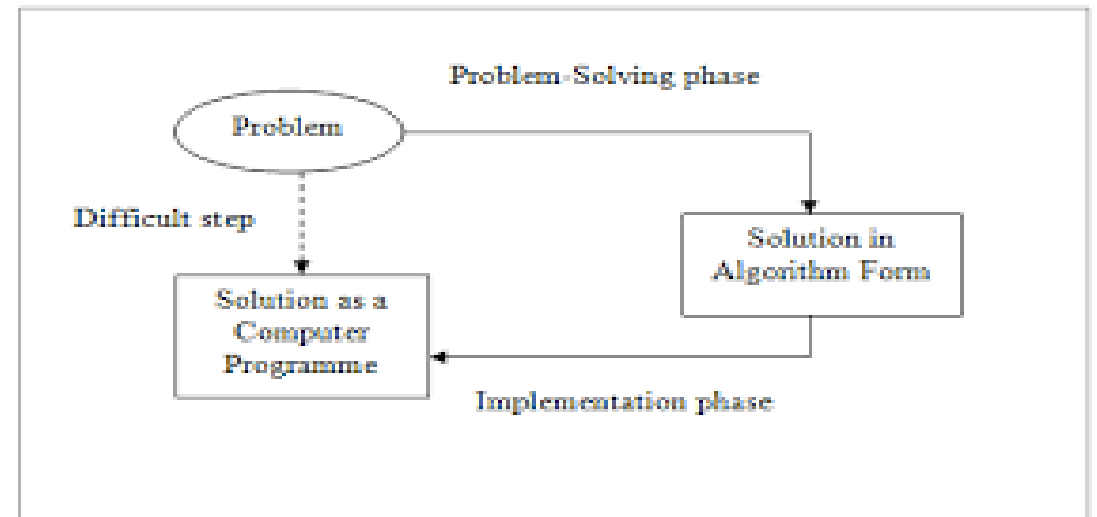 Problem-Solving phase
Problem
Difficult step
Solution in
Algorithm Form
Solution as a
Computer
Programme
Implementation phase